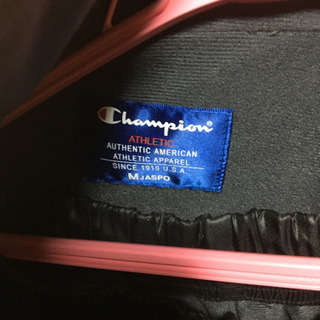 Champion
ATHLETIC
AUTHENTIC AMERICAN
ATHLETIC APPAREL
SINCE 1919 U.S.A
M JASPO